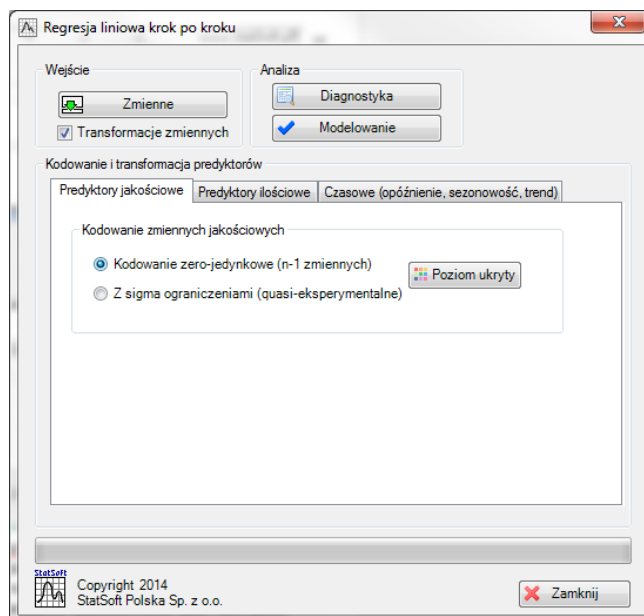 Regresja liniowa krok po kroku
Wejście
Zmienne
Transformacje zmiennych
Analiza
Diagnostyka
Modelowanie
Kodowanie i transformacja predyktorów
Predyktory jakościowe
Predyktory ilościowe
Czasowe (opóźnienie, sezonowość, trend)
Kodowanie zmiennych jakościowych
Kodowanie zero-jedynkowe (n-1 zmiennych)
Z sigma ograniczeniami (quasi-eksperymentalne)
Poziom ukryty
StatSoft
Copyright 2014
StatSoft Polska Sp. z o.o.
Zamknij